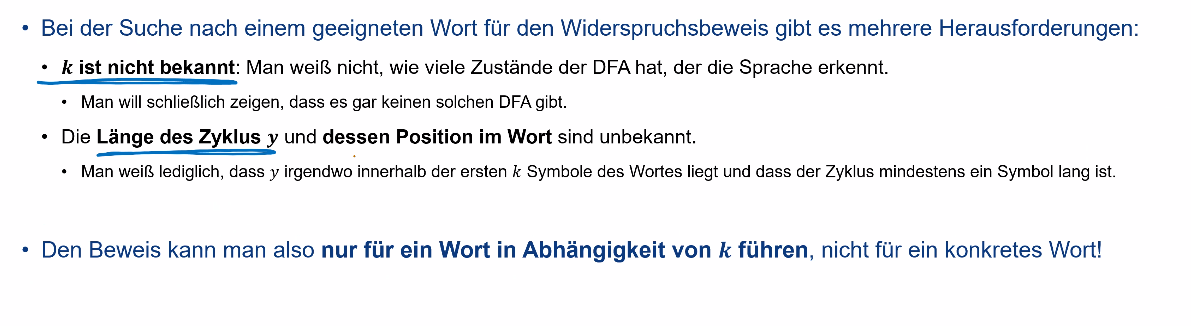 • Bei der Suche nach einem geeigneten Wort für den Widerspruchsbeweis gibt es mehrere Herausforderungen:
• k ist nicht bekannt: Man weiß nicht, wie viele Zustände der DFA hat, der die Sprache erkennt.
• Man will schließlich zeigen, dass es gar keinen solchen DFA gibt.
• Die Länge des Zyklus y und dessen Position im Wort sind unbekannt.
• Man weiß lediglich, dass y irgendwo innerhalb der ersten k Symbole des Wortes liegt und dass der Zyklus mindestens ein Symbol lang ist.
• Den Beweis kann man also nur für ein Wort in Abhängigkeit von k führen, nicht für ein konkretes Wort!